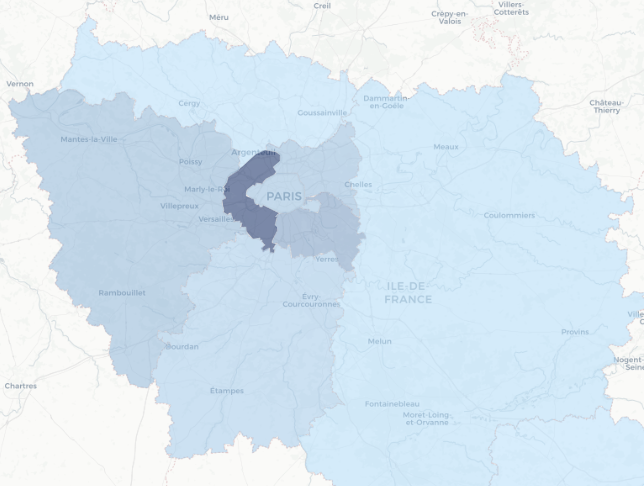 Creil
Villers-
Cotterêts
Crépy-en-
Valois
Méru
Vernon
Dammartin-
en-Goële
Château-
Thierry
Cergy
Goussainville
Mantes-la-Ville
Meaux
Argenteuil
Poissy
Marly-le-R
Chelles
PARIS
Villepreux
Versailles
Coulommiers
Yerres
Rambouillet
ILE-DE-
FRANCE
Évry-
Courcouronnes
Ville
C
Provins
Melun
Dourdan
Nogent-
Seine
Chartres
Étampes
Fontainebleau
Moret-Loing-
et-Orvanne